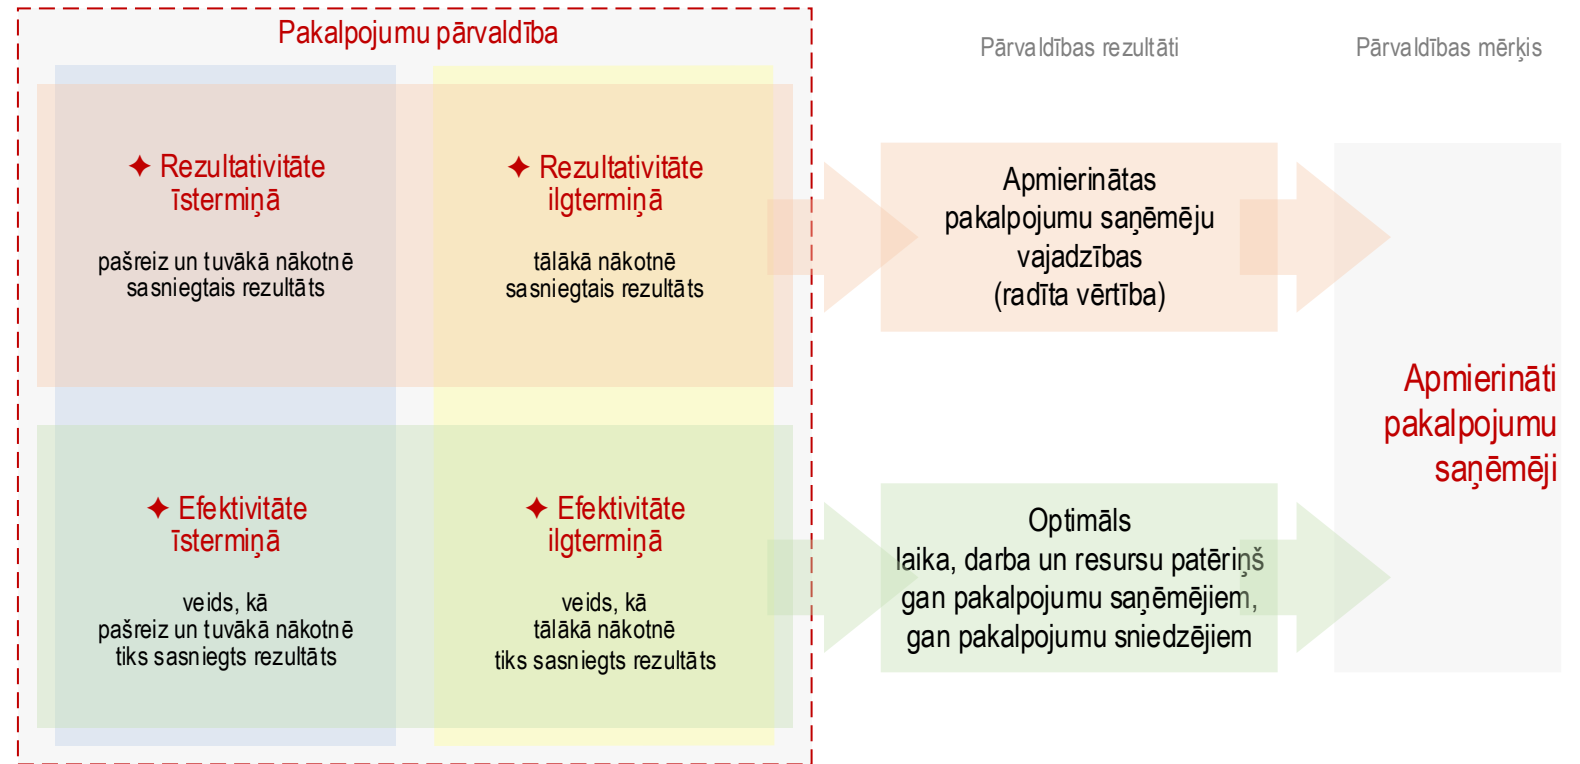 Pakalpojumu pārvaldība
Pārvaldības rezultāti
Pārvaldības mērķis
✦ Rezultativitāte
īstermiņā
pašreiz un tuvākā nākotnē
sasniegtais rezultāts
✦ Rezultativitāte
ilgtermiņā
tālākā nākotnē
sasniegtais rezultāts
Apmierinātas
pakalpojumu saņēmēju
vajadzības
(radīta vērtība)
Apmierināti
pakalpojumu
saņēmēji
✦ Efektivitāte
īstermiņā
veids, kā
pašreiz un tuvākā nākotnē
tiks sasniegts rezultāts
✦ Efektivitāte
ilgtermiņā
veids, kā
tālākā nākotnē
tiks sasniegts rezultāts
Optimāls
laika, darba un resursu patēriņš
gan pakalpojumu saņēmējiem,
gan pakalpojumu sniedzējiem